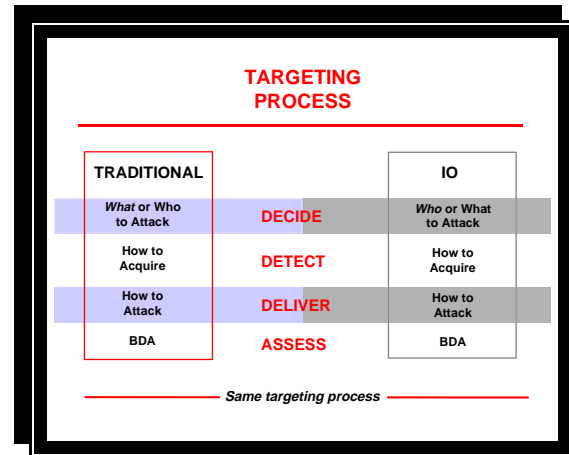 TARGETING
PROCESS
TRADITIONAL
IO
What or Who
to Attack
DECIDE
Who or What
to Attack
How to
Acquire
DETECT
How to
Acquire
How to
Attack
DELIVER
How to
Attack
BDA
ASSESS
BDA
Same targeting process